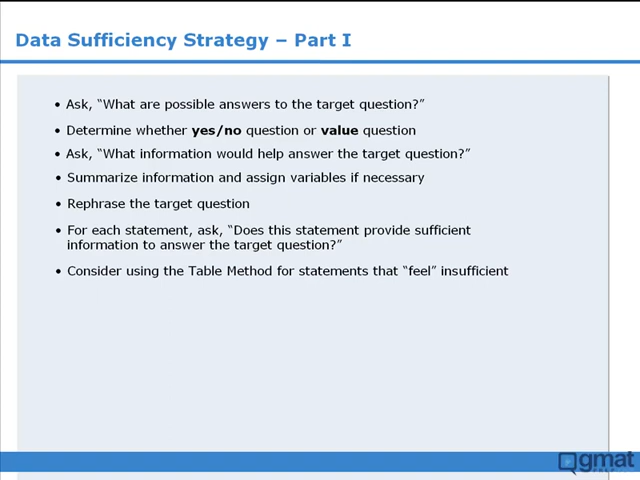 Data Sufficiency Strategy – Part I
• Ask, “What are possible answers to the target question?”
• Determine whether yes/no question or value question
• Ask, “What information would help answer the target question?”
• Summarize information and assign variables if necessary
• Rephrase the target question
• For each statement, ask, “Does this statement provide sufficient
information to answer the target question?”
• Consider using the Table Method for statements that “feel” insufficient
gmat